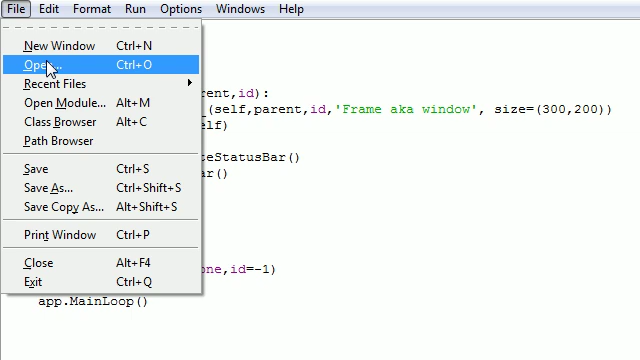 File Edit Format Run Options Windows Help
New Window Ctrl+N
Open... Ctrl+O
Recent Files
rent,id):
Open Module... Alt+M
_(self,parent,id,'Frame aka window', size=(300,200))
Class Browser Alt+C
elf)
Path Browser
teStatusBar()
Save Ctrl+S
ar()
Save As... Ctrl+Shift+S
Save Copy As... Alt+Shift+S
Print Window Ctrl+P
Close Alt+F4
one,id=-1)
Exit Ctrl+Q
app.MainLoop()